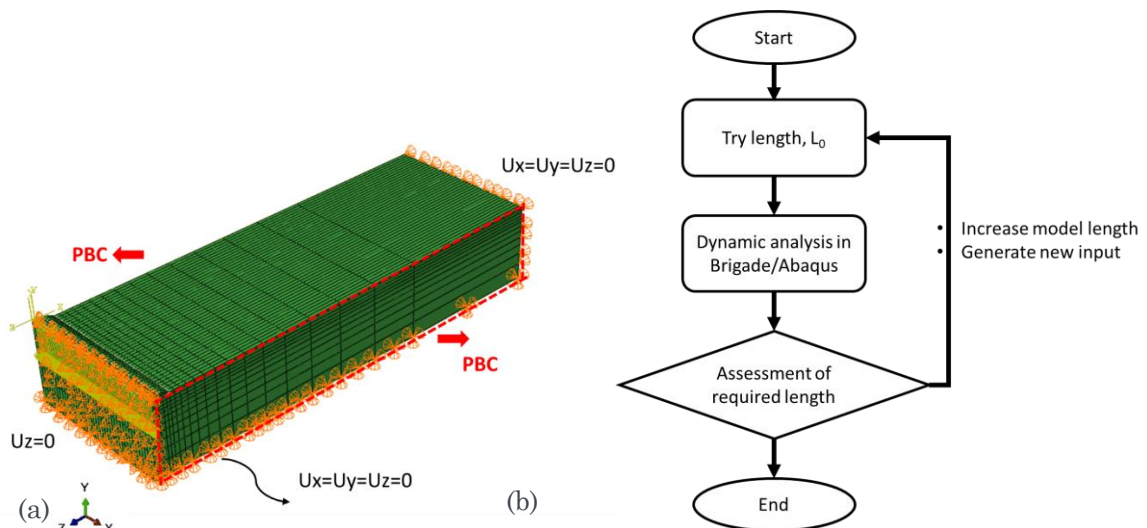 Ux=Uy=Uz=0
PBC
PBC
Uz=0
Ux=Uy=Uz=0
(a)
Y
Z
X
(b)
Start
Try length, L₀
Dynamic analysis in
Brigade/Abaqus
Assessment of
required length
End
• Increase model length
• Generate new input